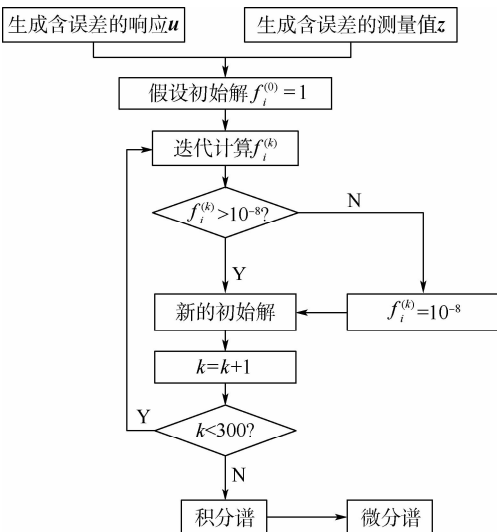 生成含误差的响应u
生成含误差的测量值z
假设初始解f_i^(0)=1
迭代计算f_i^(k)
f_i^(k)>10^-8?
N
Y
新的初始解
f_i^(k)=10^-8
k=k+1
Y
k<300?
N
积分谱
微分谱